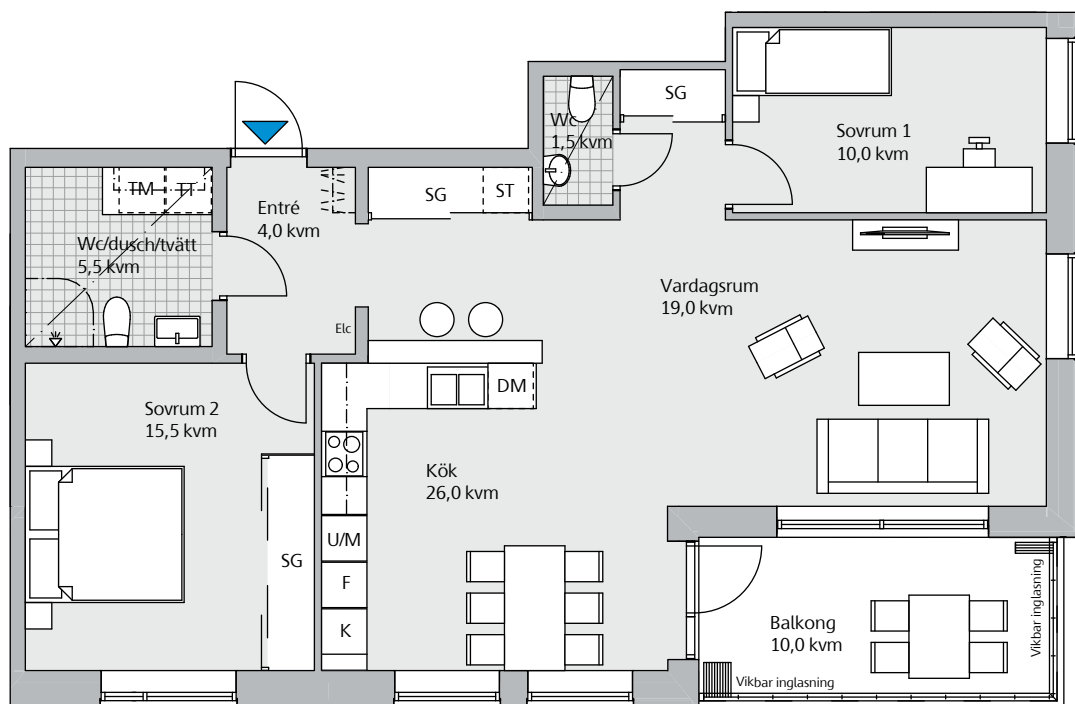 SG
Wc
1,5 kvm
Sovrum 1
10,0 kvm
TM
TT
SG
ST
Entré
4,0 kvm
Wc/dusch/tvätt
5,5 kvm
Vardagsrum
19,0 kvm
Elc
DM
Sovrum 2
15,5 kvm
Kök
26,0 kvm
U/M
SG
F
K
Balkong
10,0 kvm
Vikbar inglasning
Vikbar inglasning